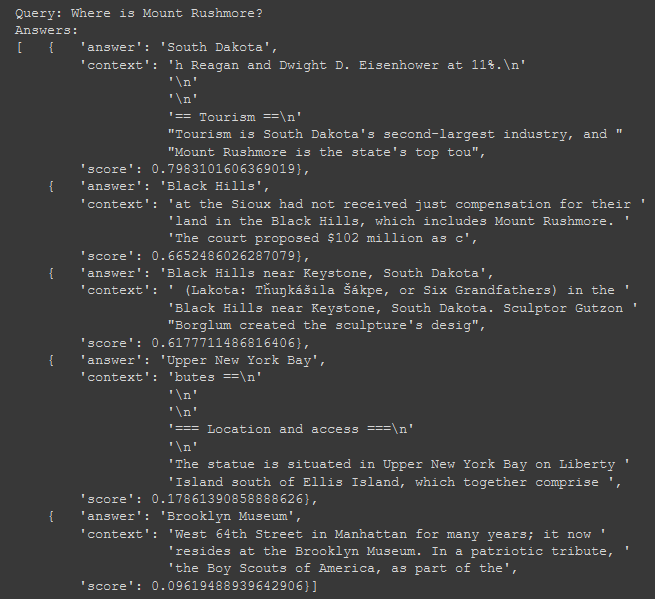 Query: Where is Mount Rushmore?
Answers:
[   {   'answer': 'South Dakota',
        'context': 'h Reagan and Dwight D. Eisenhower at 11%.\n'
                   '\n'
                   '\n'
                   '== Tourism ==\n'
                   "Tourism is South Dakota's second-largest industry, and "
                   "Mount Rushmore is the state's top tou",
        'score': 0.7983101606369019},
    {   'answer': 'Black Hills',
        'context': 'at the Sioux had not received just compensation for their '
                   'land in the Black Hills, which includes Mount Rushmore. '
                   'The court proposed $102 million as c',
        'score': 0.6652486026287079},
    {   'answer': 'Black Hills near Keystone, South Dakota',
        'context': ' (Lakota: Tȟuŋkášila Šákpe, or Six Grandfathers) in the '
                   'Black Hills near Keystone, South Dakota. Sculptor Gutzon '
                   "Borglum created the sculpture's desig",
        'score': 0.6177711486816406},
    {   'answer': 'Upper New York Bay',
        'context': 'butes ==\n'
                   '\n'
                   '\n'
                   '=== Location and access ===\n'
                   '\n'
                   'The statue is situated in Upper New York Bay on Liberty '
                   'Island south of Ellis Island, which together comprise ',
        'score': 0.17861390858888626},
    {   'answer': 'Brooklyn Museum',
        'context': 'West 64th Street in Manhattan for many years; it now '
                   'resides at the Brooklyn Museum. In a patriotic tribute, '
                   'the Boy Scouts of America, as part of the',
        'score': 0.09619488939642906}]